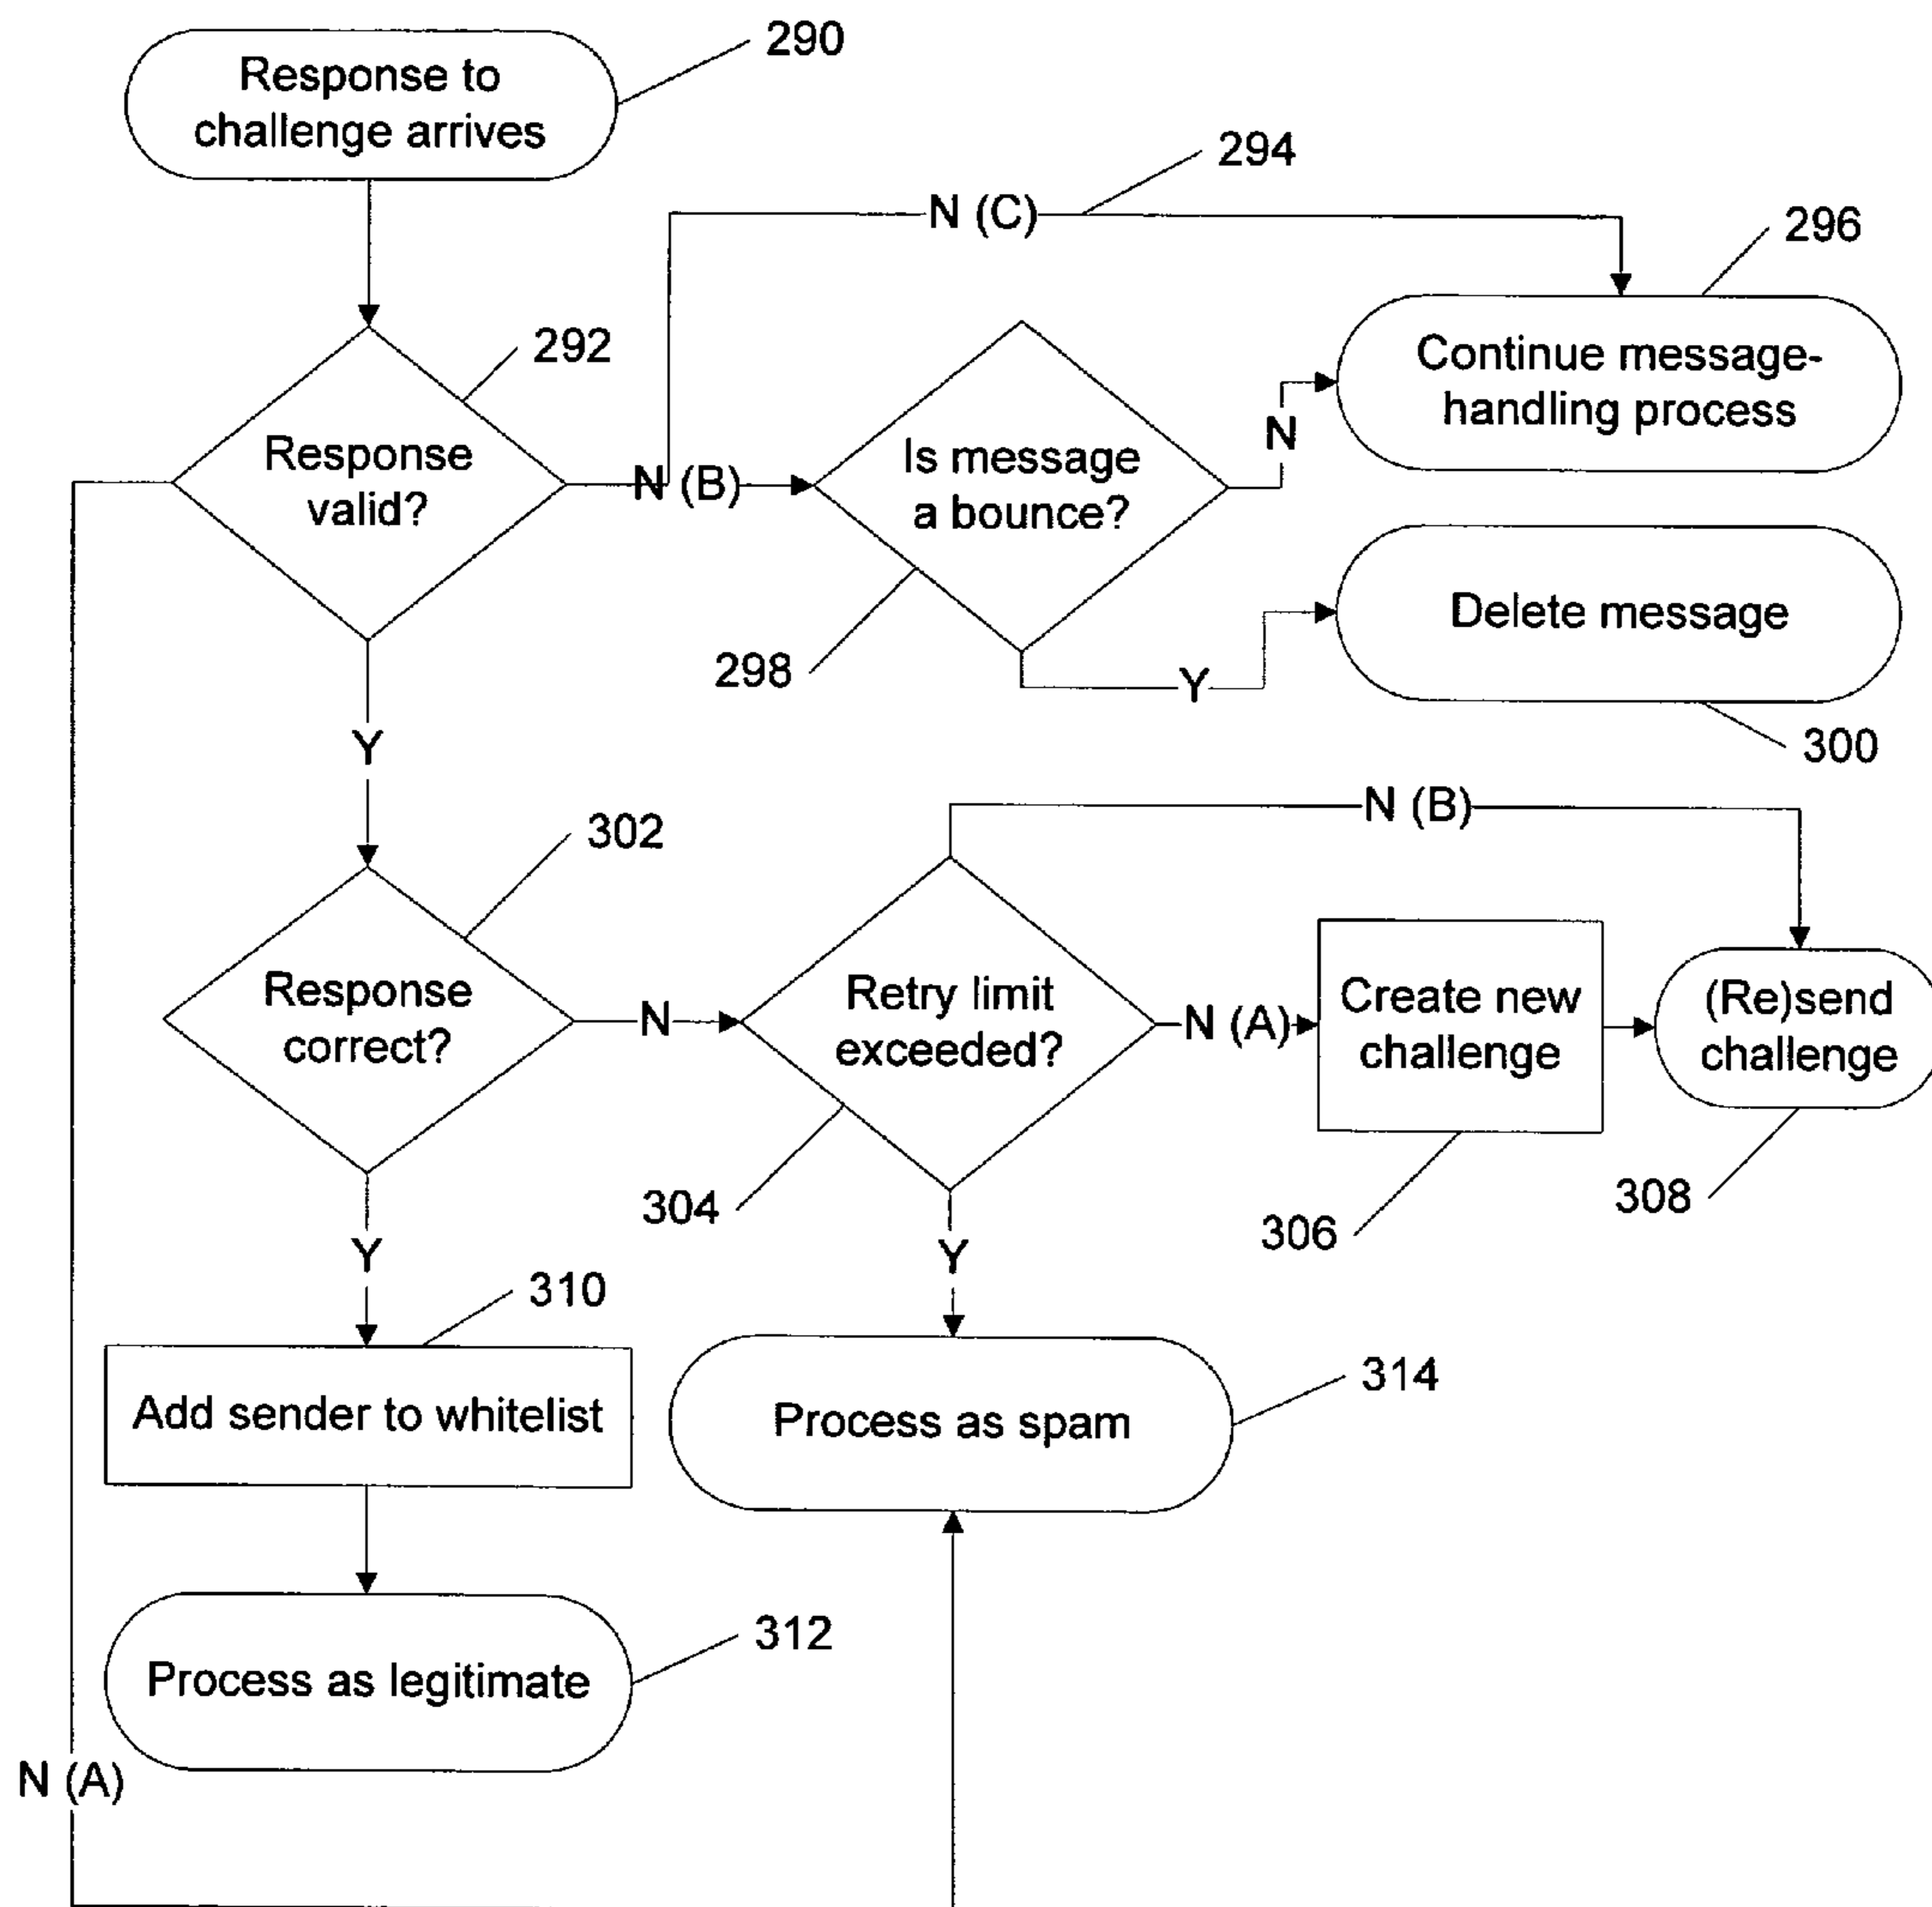 290
Response to
challenge arrives
294
N (C)
296
292
Continue message-
handling process
Response
valid?
N (B)
Is message
a bounce?
N
Delete message
298
Y
300
Y
N (B)
302
Response
correct?
N
Retry limit
exceeded?
N (A)
Create new
challenge
(Re)send
challenge
304
306
308
Y
Y
310
314
Add sender to whitelist
Process as spam
312
Process as legitimate
N (A)